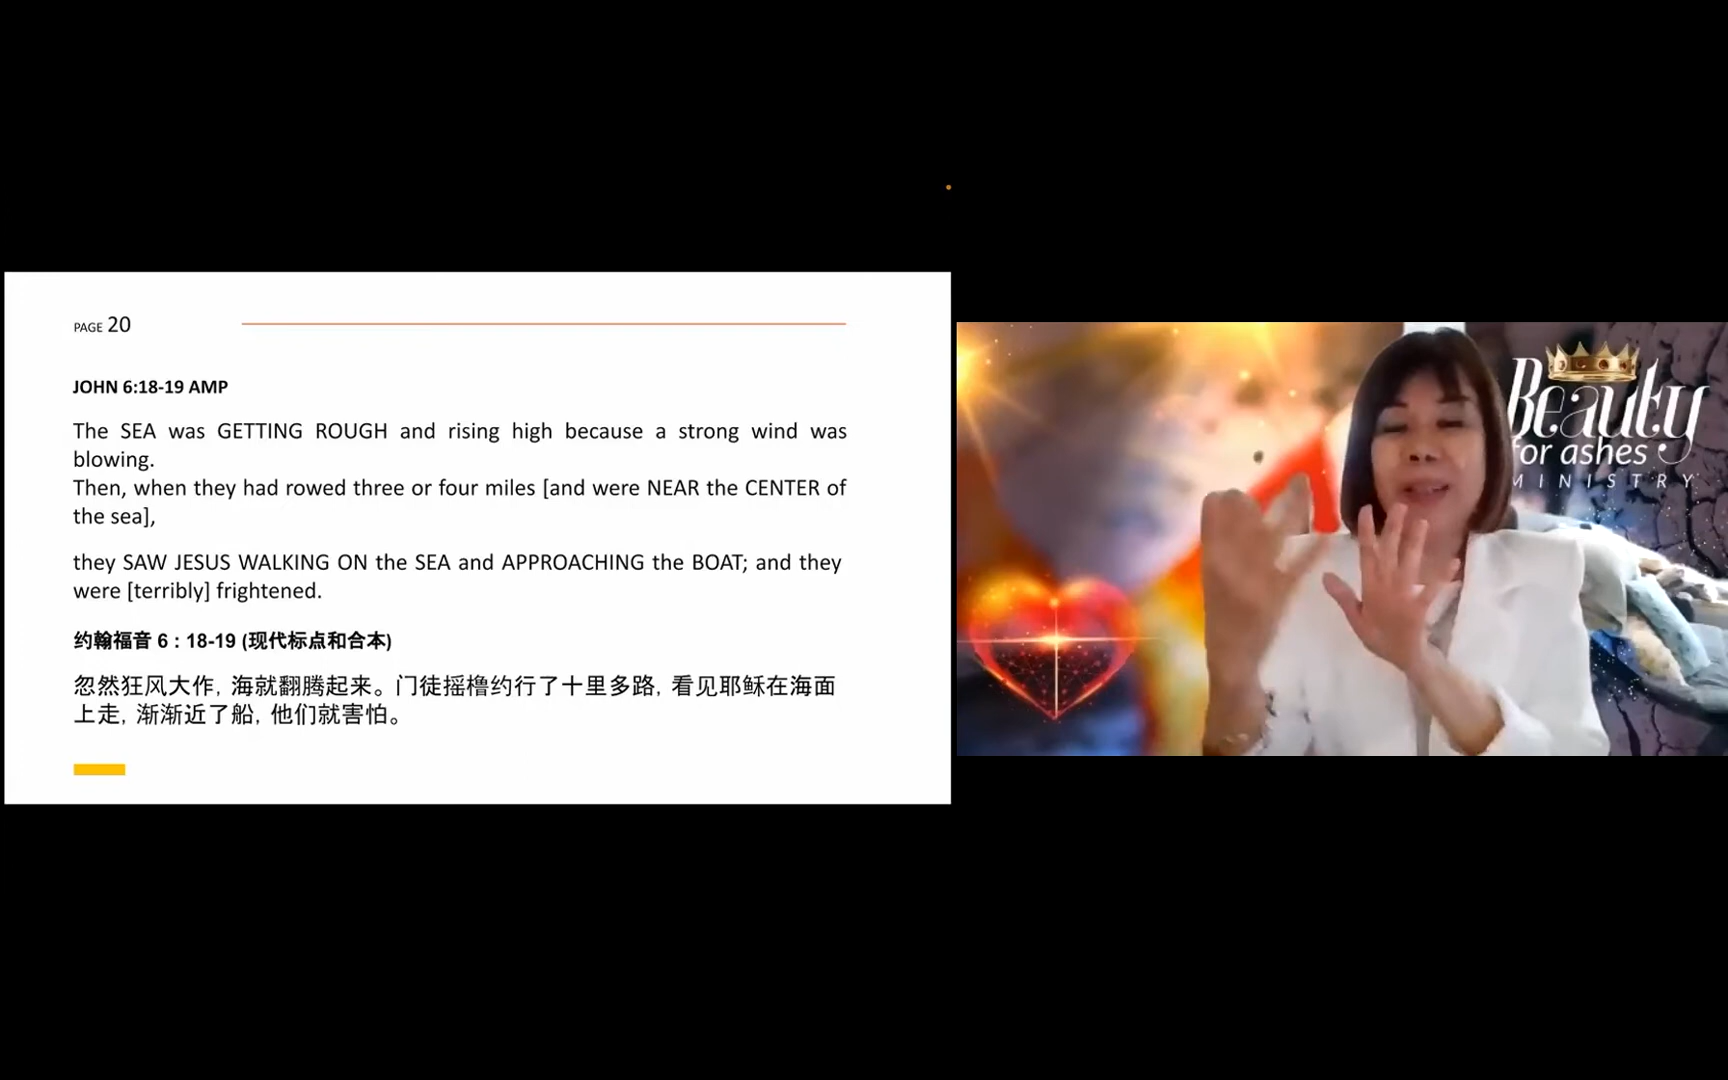 PAGE 20
JOHN 6:18-19 AMP
The SEA was GETTING ROUGH and rising high because a strong wind was
blowing.
Then, when they had rowed three or four miles [and were NEAR the CENTER of
the sea],
they SAW JESUS WALKING ON the SEA and APPROACHING the BOAT; and they
were [terribly] frightened.
约翰福音 6 : 18-19 (现代标点和合本)
忽然狂风大作, 海就翻腾起来。门徒摇橹约行了十里多路, 看见耶稣在海面
上走, 渐渐近了船, 他们就害怕。
Beauty
for ashes
MINISTRY